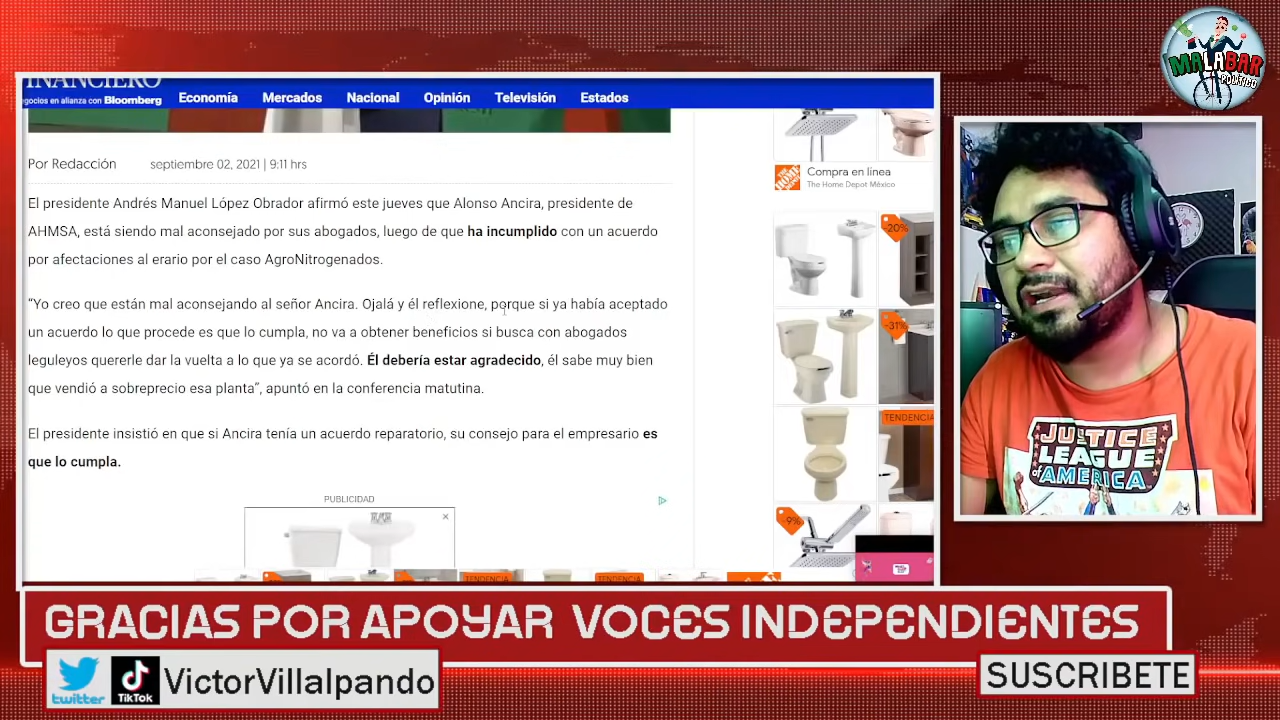 MALABAR
POLÍTICO
FINANCIERO
negocios en alianza con Bloomberg
Economía Mercados Nacional Opinión Televisión Estados
Por Redacción septiembre 02, 2021 | 9:11 hrs
El presidente Andrés Manuel López Obrador afirmó este jueves que Alonso Ancira, presidente de
AHMSA, está siendo mal aconsejado por sus abogados, luego de que ha incumplido con un acuerdo
por afectaciones al erario por el caso AgroNitrogenados.
“Yo creo que están mal aconsejando al señor Ancira. Ojalá y él reflexione, porque si ya había aceptado
un acuerdo lo que procede es que lo cumpla, no va a obtener beneficios si busca con abogados
leguleyos quererle dar la vuelta a lo que ya se acordó. Él debería estar agradecido, él sabe muy bien
que vendió a sobreprecio esa planta”, apuntó en la conferencia matutina.
El presidente insistió en que si Ancira tenía un acuerdo reparatorio, su consejo para el empresario es
que lo cumpla.
PUBLICIDAD
TENDENCIA
TENDENCIA
Compra en línea
The Home Depot México
-20%
-31%
TENDENCIA
-9%
JUSTICE
LEAGUE
of AMERICA
GRACIAS POR APOYAR VOCES INDEPENDIENTES
twitter
TikTok
VictorVillalpando
SUSCRIBETE